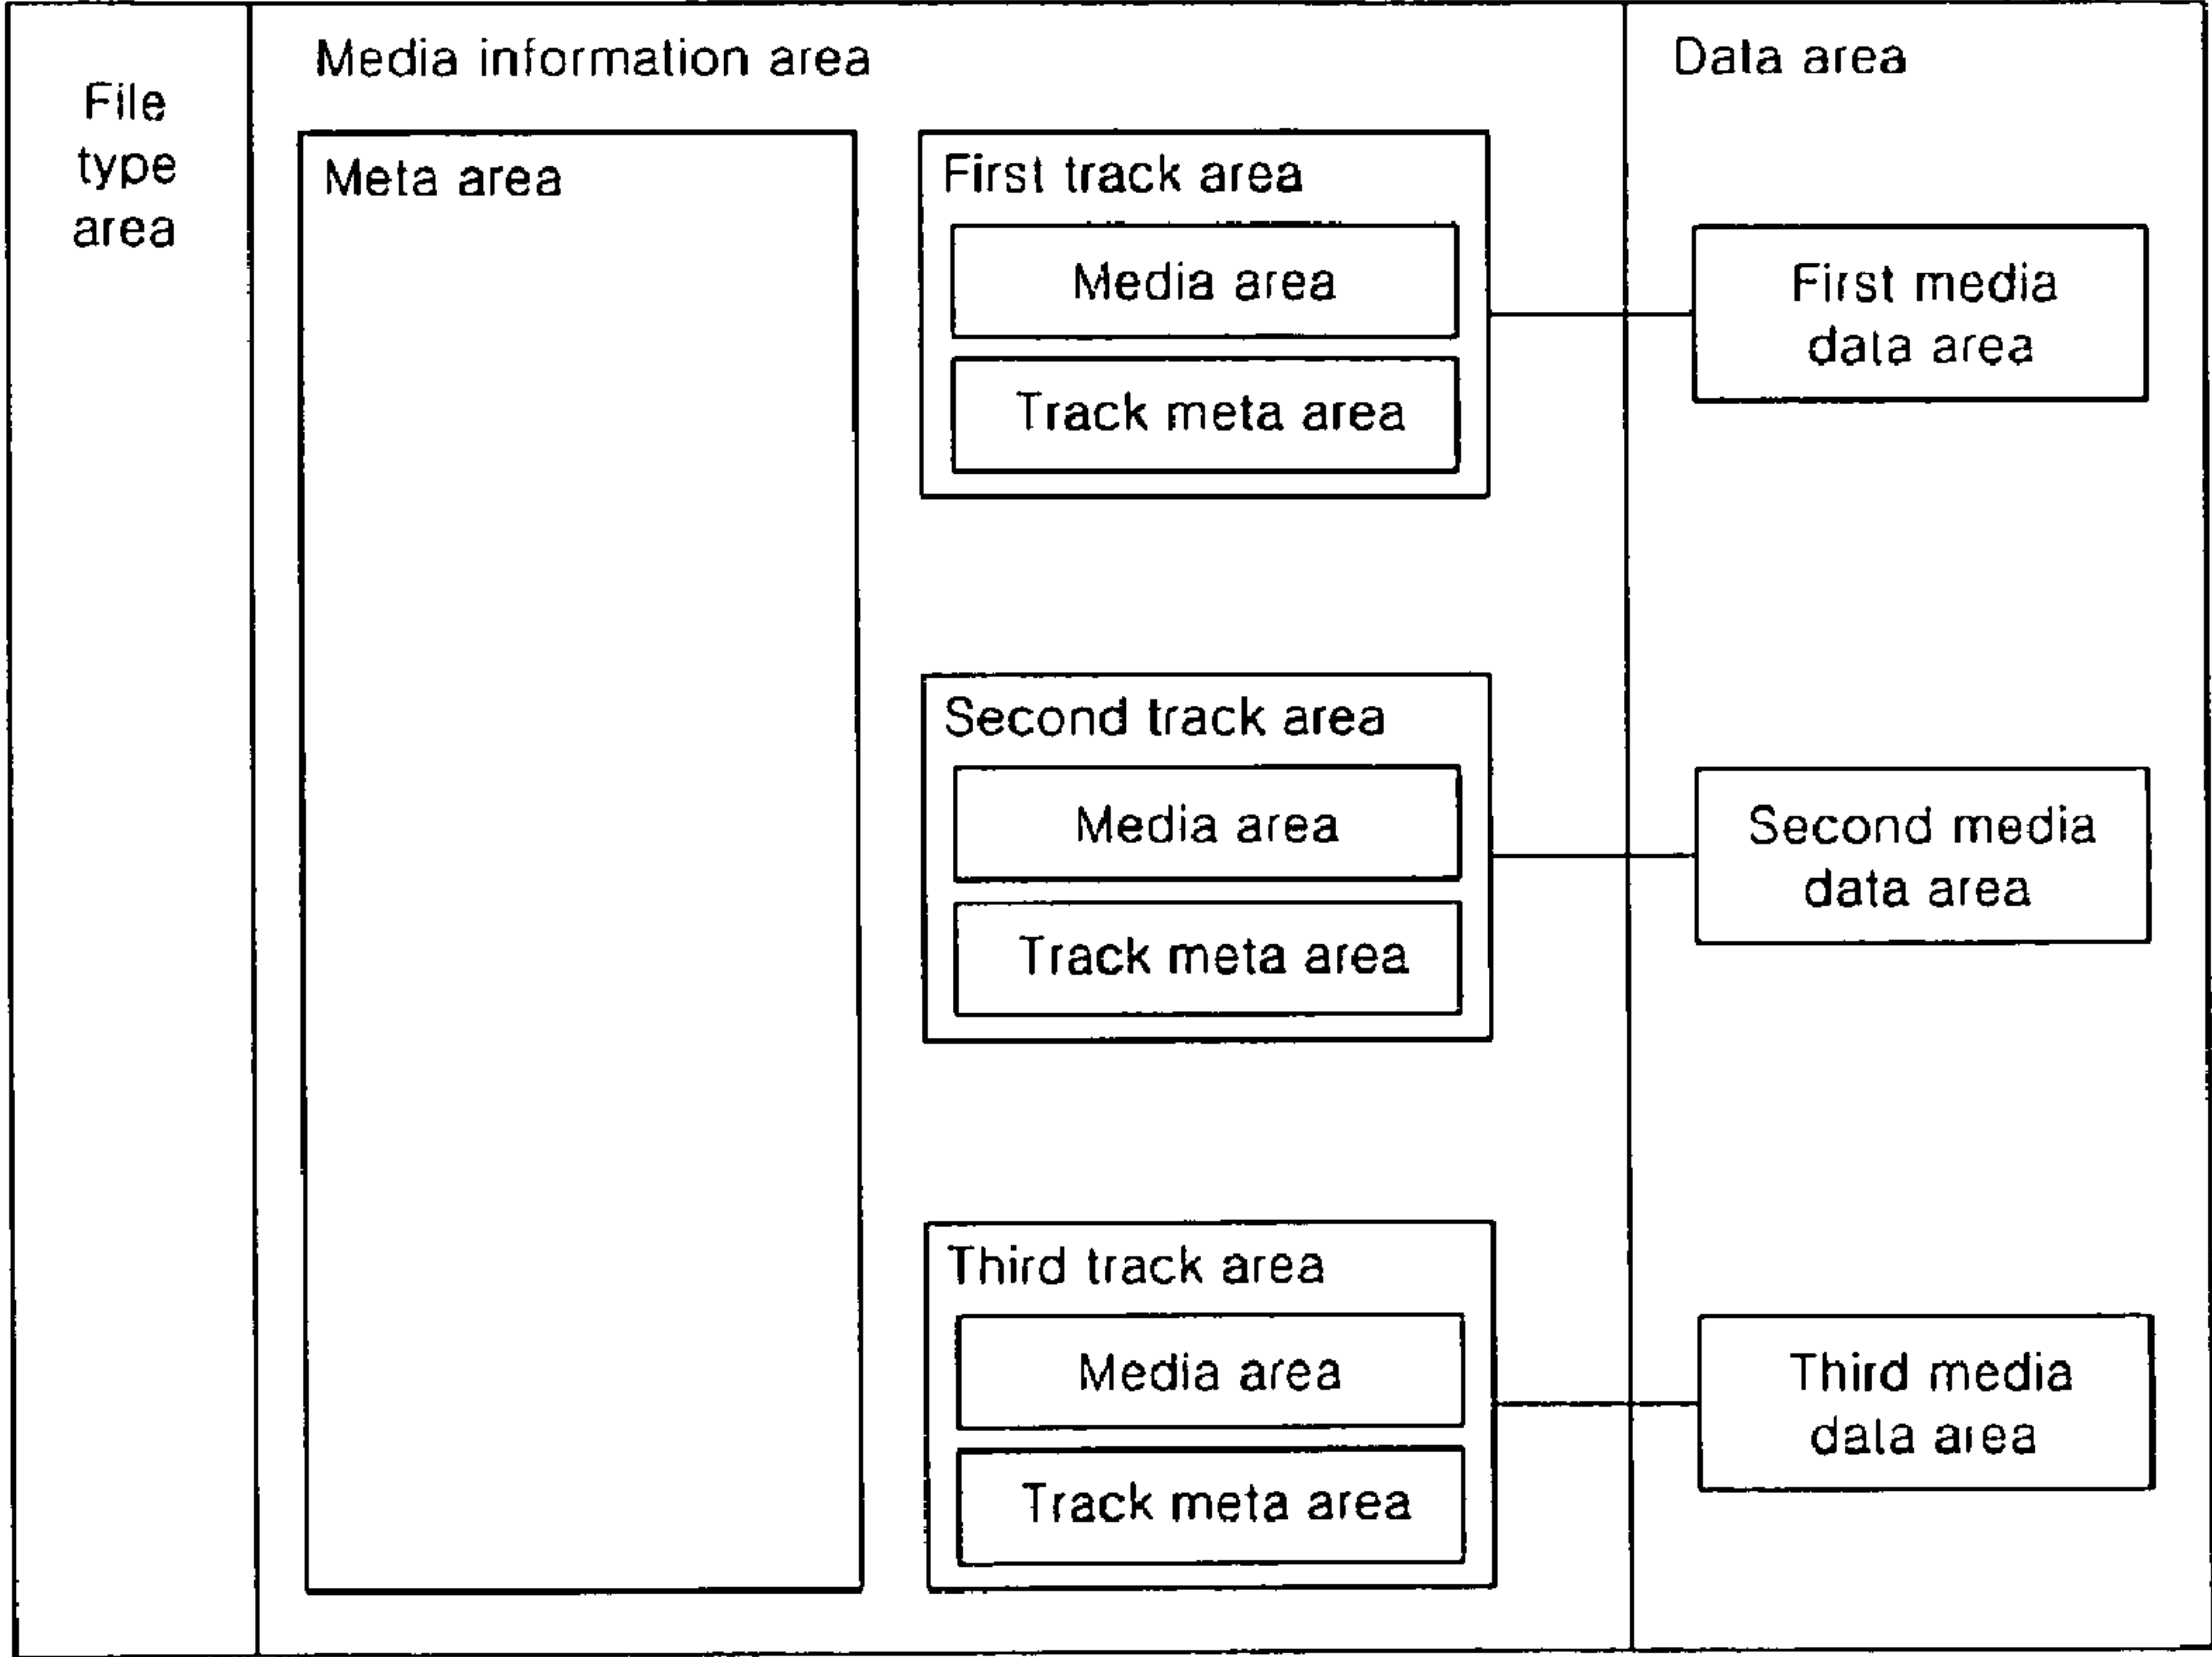 File
type
area
Media information area
Meta area
First track area
Media area
Track meta area
Second track area
Media area
Track meta area
Third track area
Media area
Track meta area
Data area
First media
data area
Second media
data area
Third media
data area